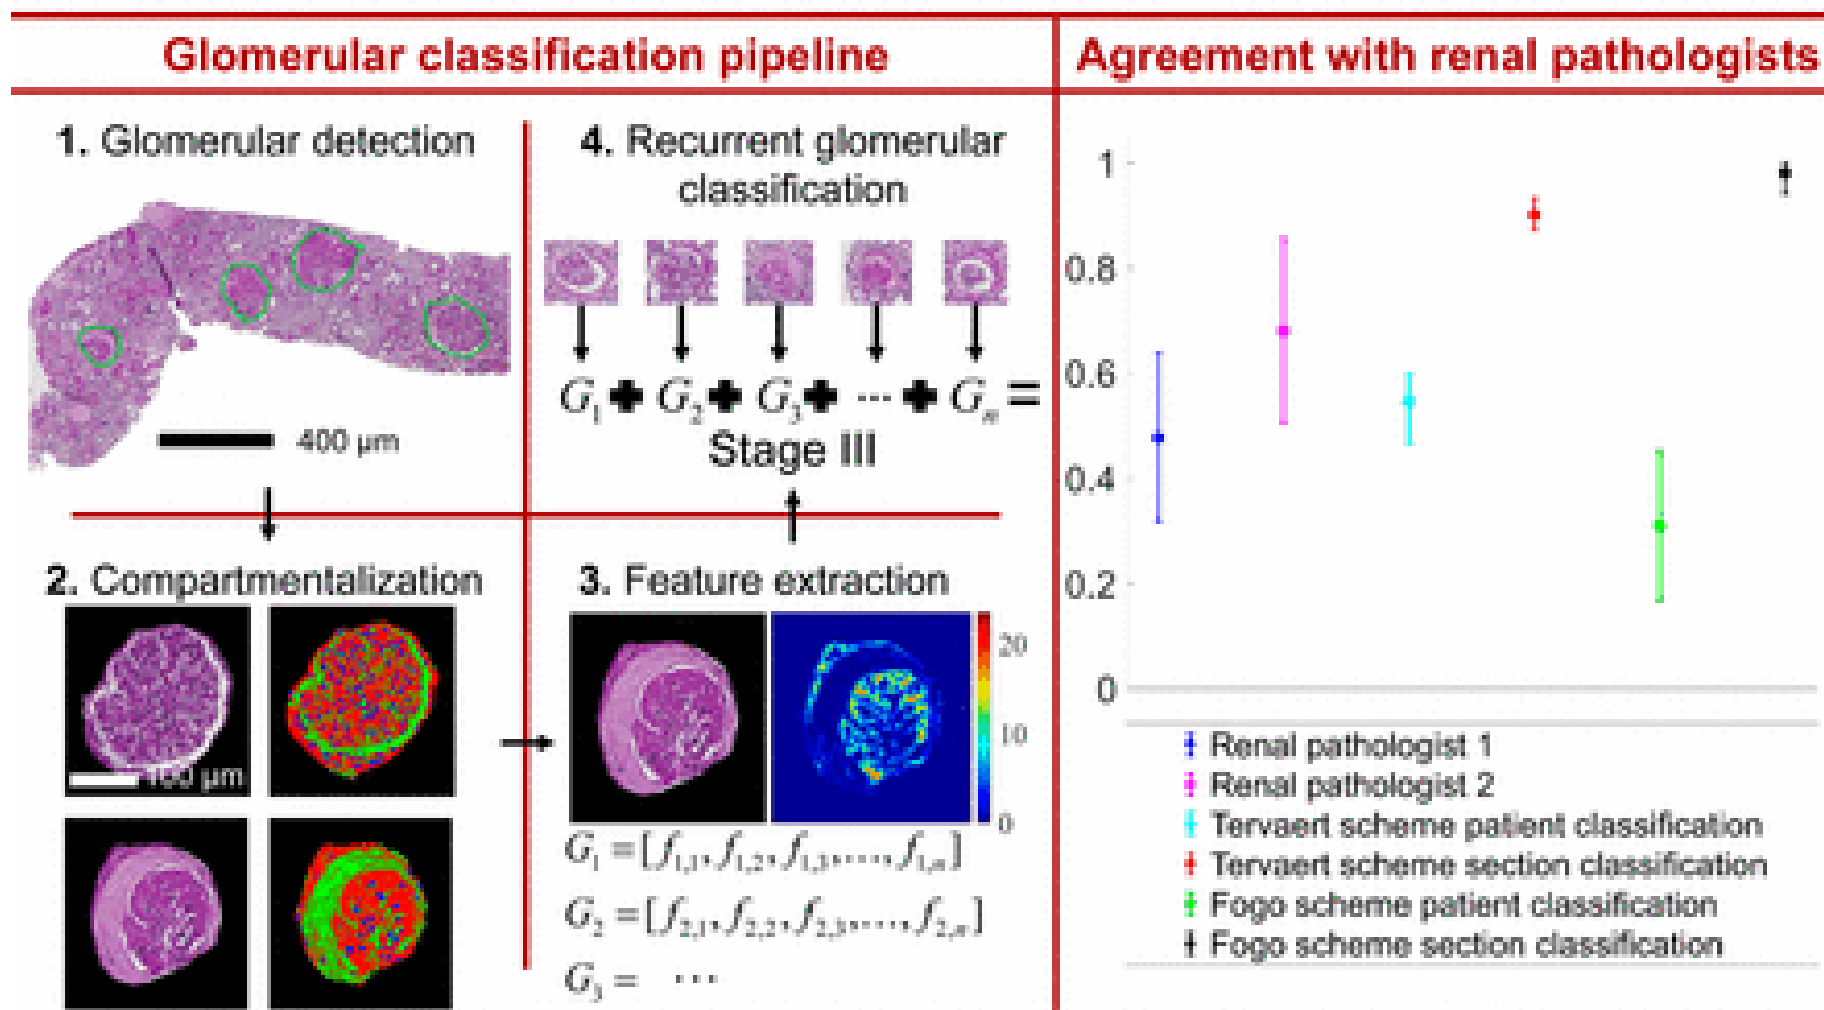 Glomerular classification pipeline
Agreement with renal pathologists
1. Glomerular detection
400 µm
2. Compartmentalization
100 µm
3. Feature extraction
20
10
0
G₁ = [f₁,₁, f₁,₂, f₁,₃, ..., f₁,ₙ]
G₂ = [f₂,₁, f₂,₂, f₂,₃, ..., f₂,ₙ]
G₃ = ...
4. Recurrent glomerular
classification
G₁ + G₂ + G₃ + ... + Gₙ =
Stage III
1
0.8
0.6
0.4
0.2
0
Renal pathologist 1
Renal pathologist 2
Tervaert scheme patient classification
Tervaert scheme section classification
Fogo scheme patient classification
Fogo scheme section classification